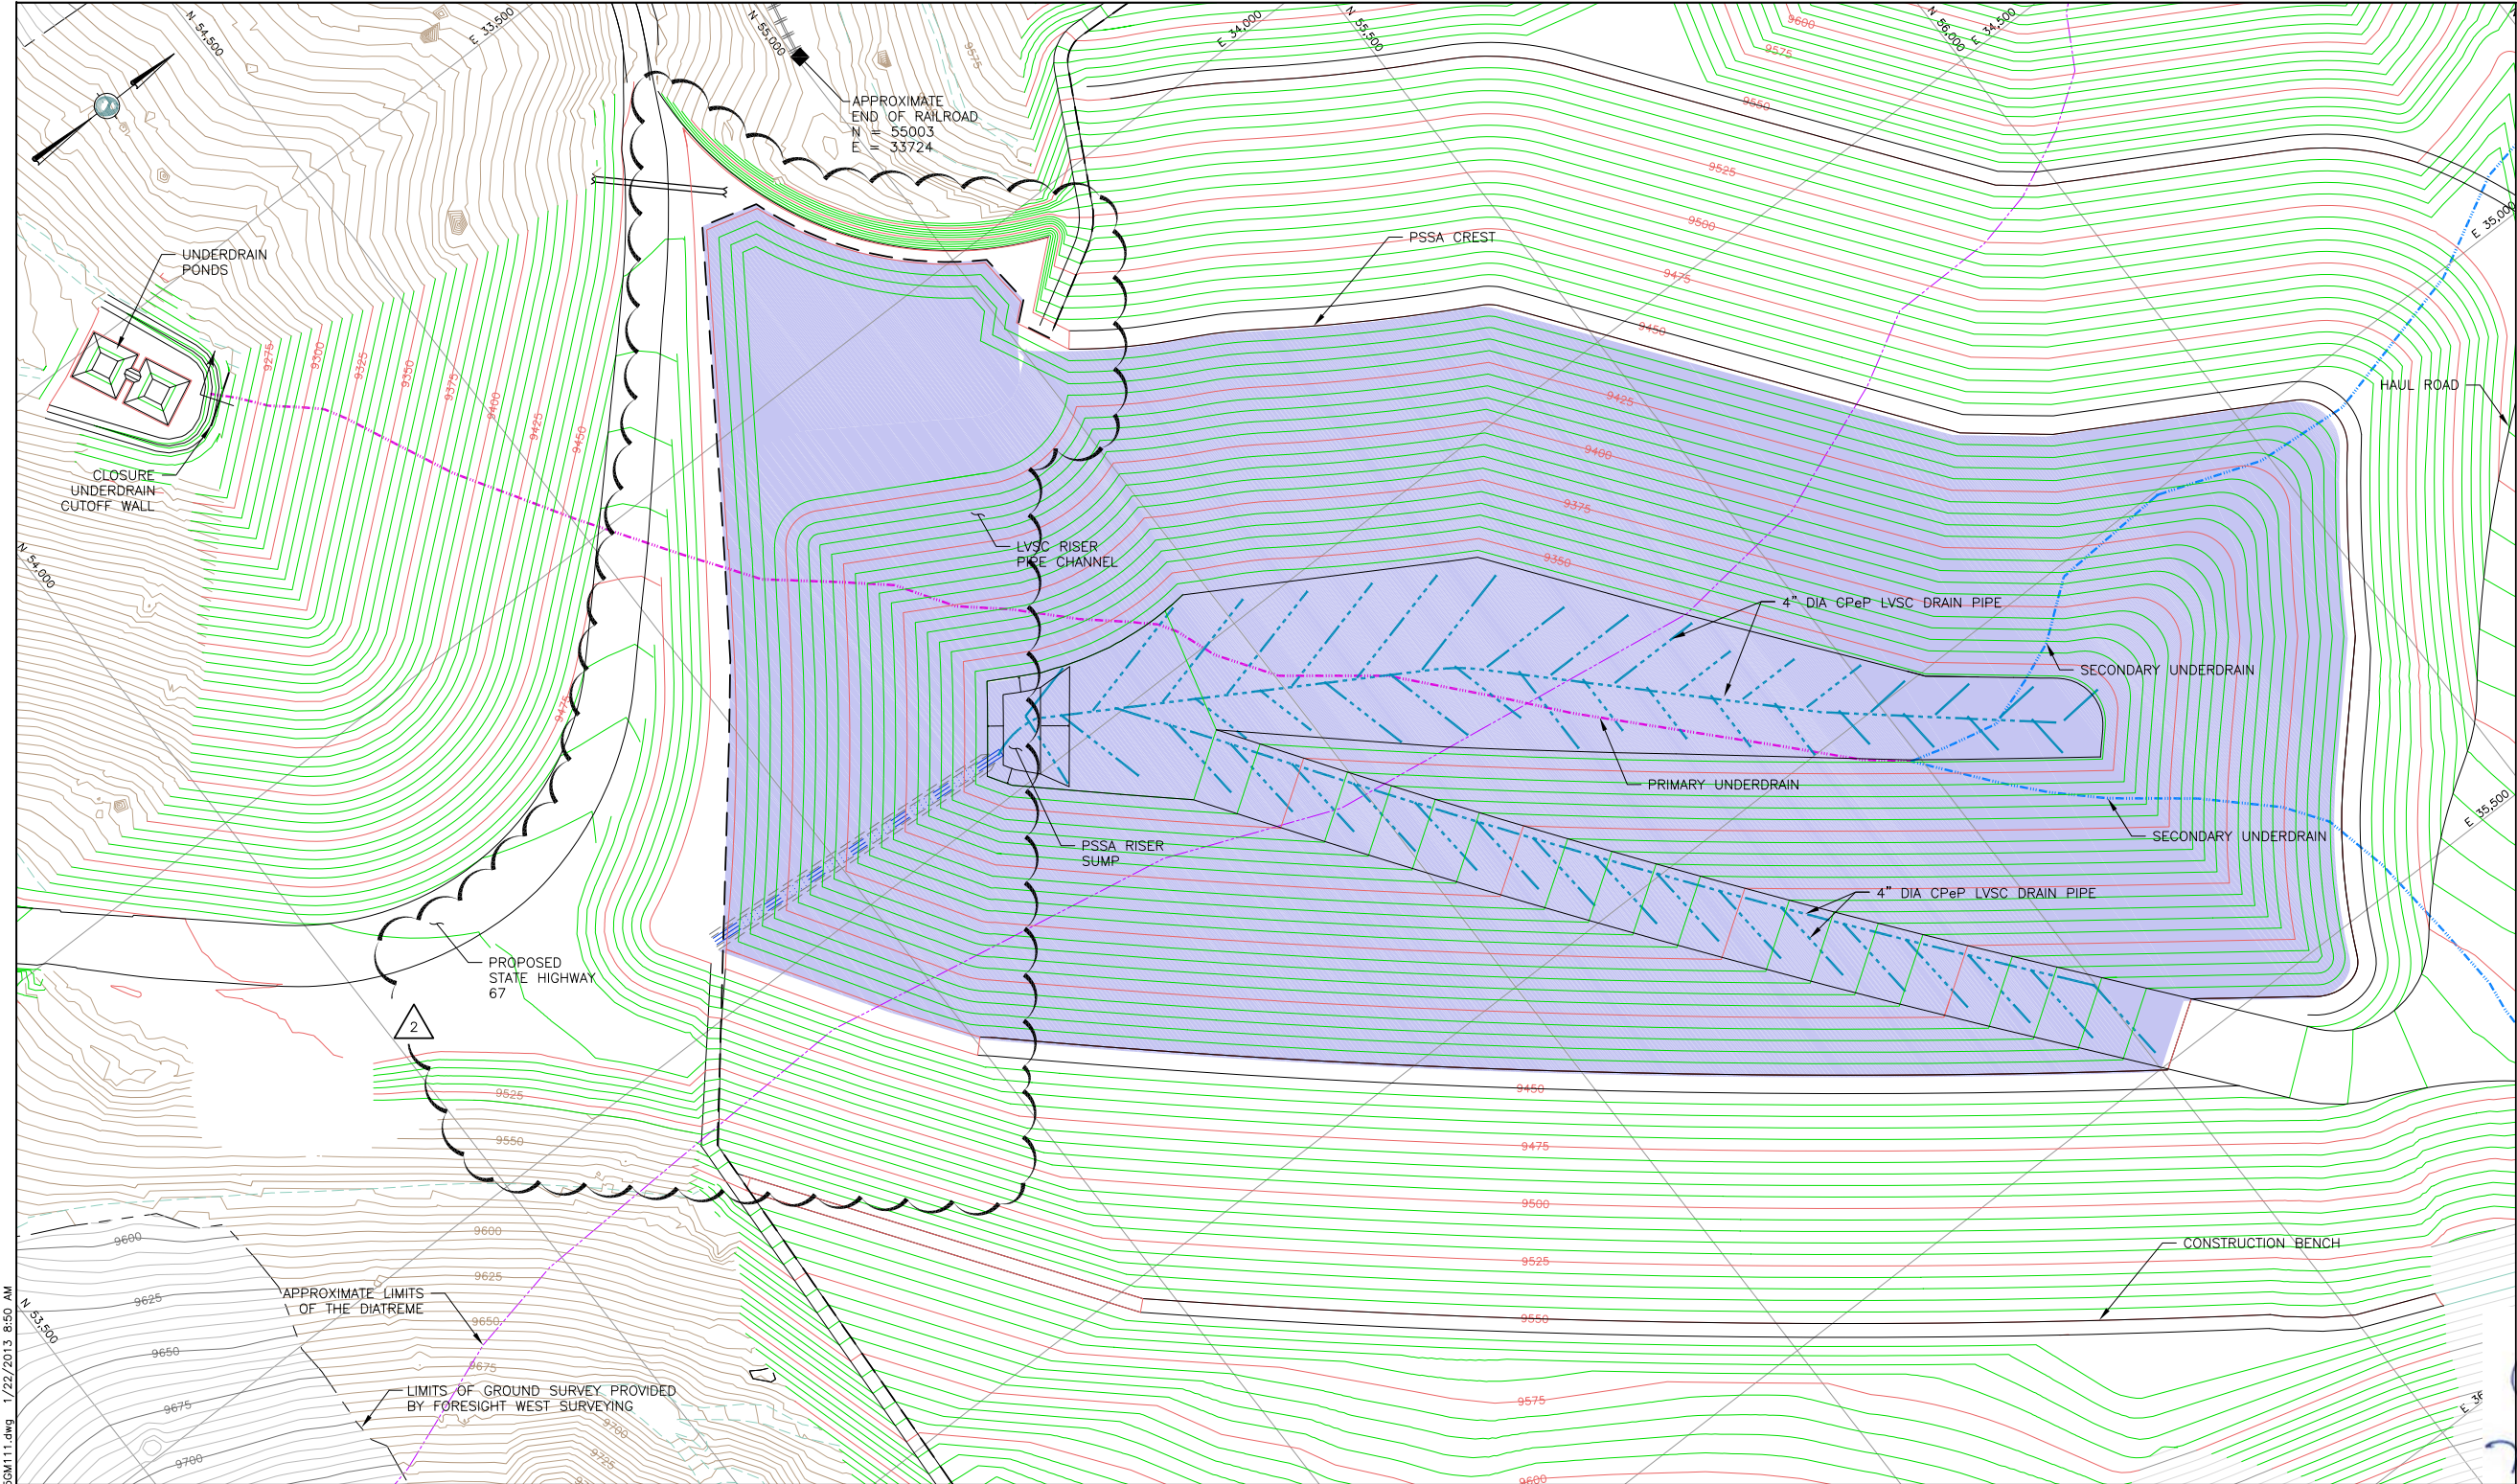 N 54,500
E 33,500
N 55,000
9575
E 34,000
N 55,500
9600
9575
N 56,000
E 34,500
APPROXIMATE
END OF RAILROAD
N = 55003
E = 33724
9550
9525
9500
9475
9450
E 35,000
PSSA CREST
UNDERDRAIN
PONDS
9275
9300
9325
9350
9375
9400
9425
9450
HAUL ROAD
9425
9400
9375
9350
CLOSURE
UNDERDRAIN
CUTOFF WALL
LVSC RISER
PIPE CHANNEL
N 54,000
4" DIA CPeP LVSC DRAIN PIPE
SECONDARY UNDERDRAIN
9475
PRIMARY UNDERDRAIN
E 35,500
SECONDARY UNDERDRAIN
PSSA RISER
SUMP
4" DIA CPeP LVSC DRAIN PIPE
PROPOSED
STATE HIGHWAY
67
2
9525
9550
9450
9475
9500
9525
9550
9575
9600
CONSTRUCTION BENCH
9600
9600
9625
9625
9650
9650
9675
9675
9700
9700
9725
APPROXIMATE LIMITS
OF THE DIATREME
N 53,500
LIMITS OF GROUND SURVEY PROVIDED
BY FORESIGHT WEST SURVEYING
GM111.dwg 1/22/2013 8:50 AM